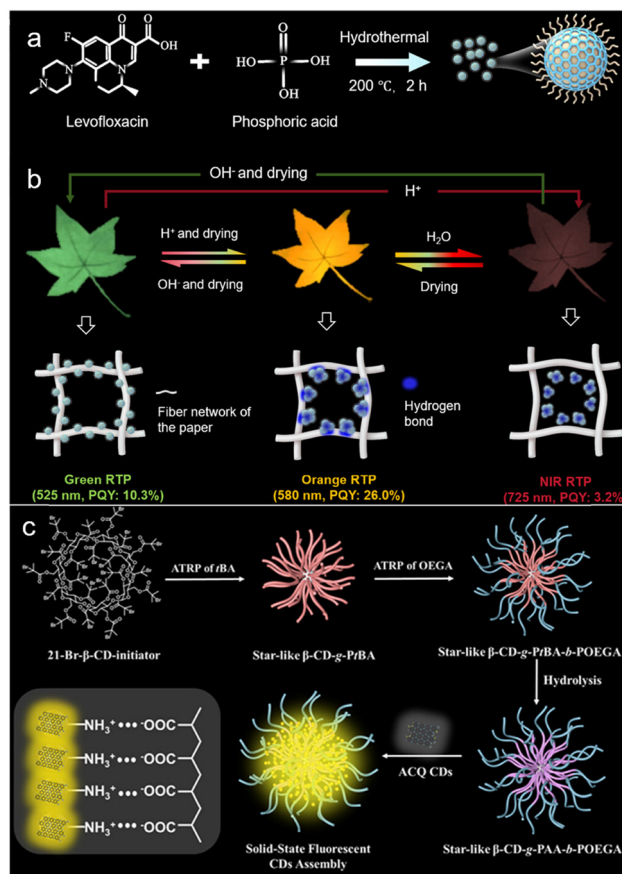 a
F
O
O
OH
N
N
N
O
Levofloxacin
+
O
HO
P
OH
OH
Phosphoric acid
Hydrothermal
200 ℃, 2 h
b
OH- and drying
H+
H+ and drying
OH- and drying
H2O
Drying
Fiber network of
the paper
Hydrogen
bond
Green RTP
(525 nm, PQY: 10.3%)
Orange RTP
(580 nm, PQY: 26.0%)
NIR RTP
(725 nm, PQY: 3.2%)
c
21-Br-β-CD-initiator
ATRP of tBA
Star-like β-CD-g-PtBA
ATRP of OEGA
Star-like β-CD-g-PtBA-b-POEGA
Hydrolysis
NH3+ ••• -OOC
NH3+ ••• -OOC
NH3+ ••• -OOC
NH3+ ••• -OOC
Solid-State Fluorescent
CDs Assembly
ACQ CDs
Star-like β-CD-g-PAA-b-POEGA